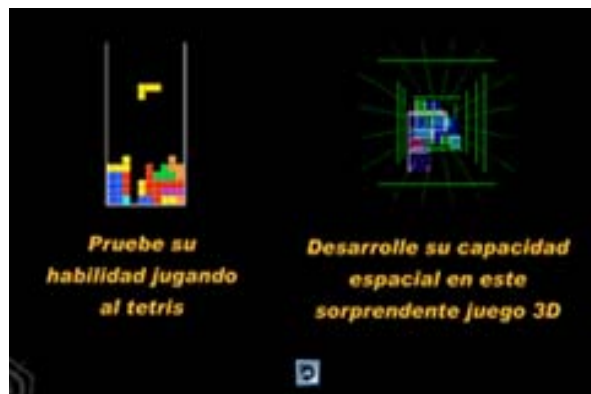 Pruebe su
habilidad jugando
al tetris
Desarrolle su capacidad
espacial en este
sorprendente juego 3D